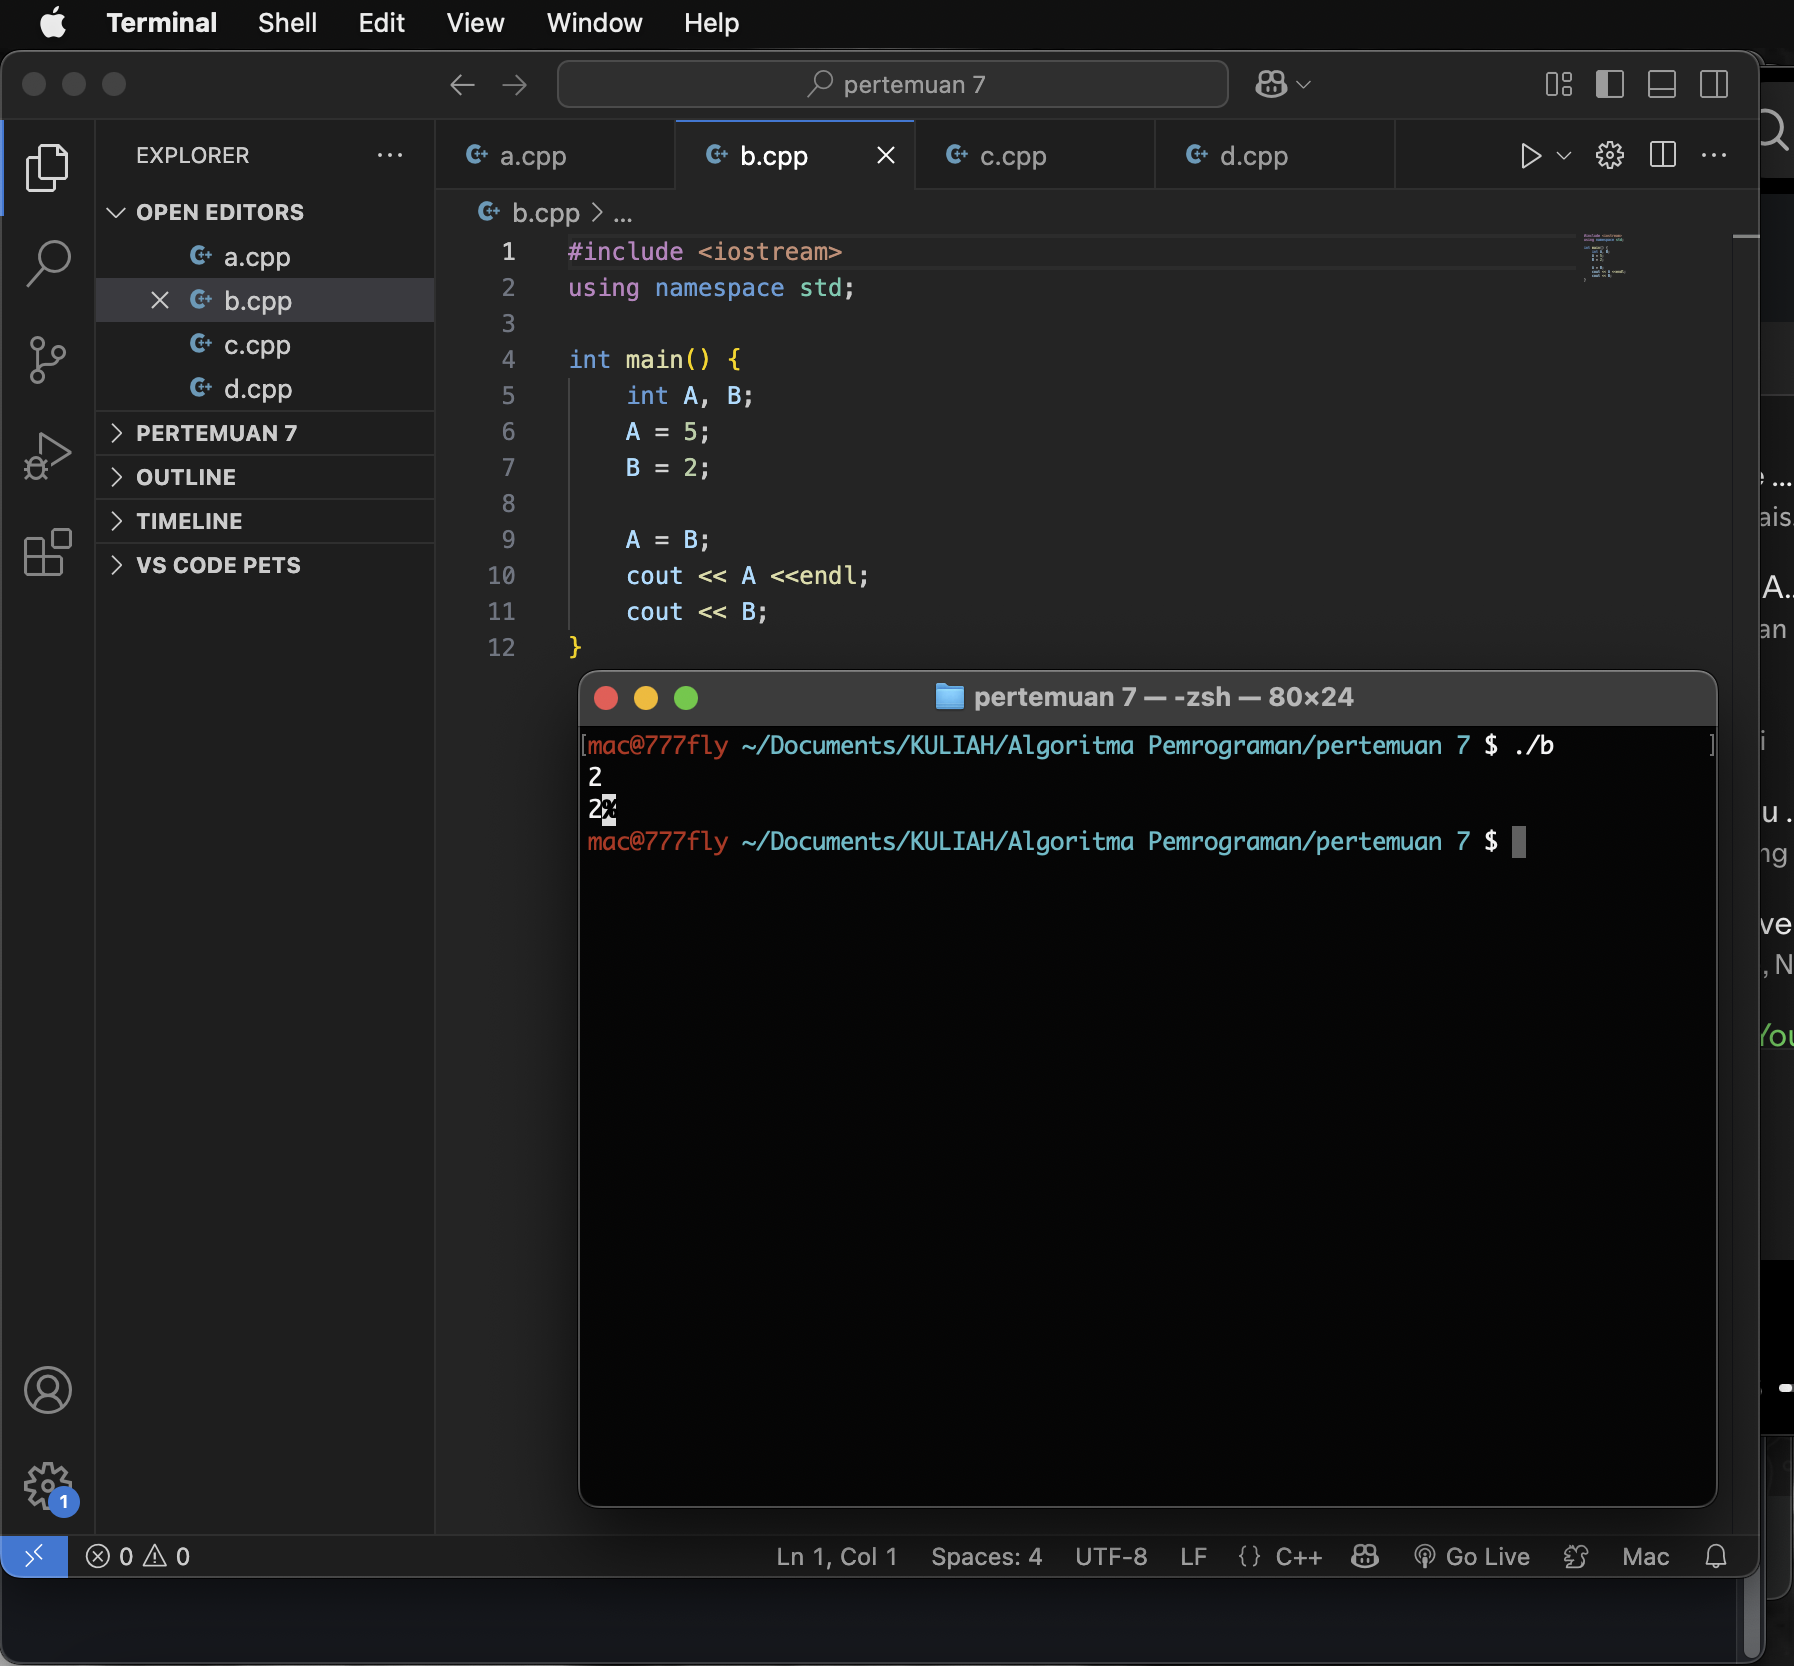 Terminal Shell Edit View Window Help
pertemuan 7
EXPLORER
OPEN EDITORS
a.cpp
b.cpp
c.cpp
d.cpp
PERTEMUAN 7
OUTLINE
TIMELINE
VS CODE PETS
a.cpp b.cpp c.cpp d.cpp
b.cpp > ...
1 #include <iostream>
2 using namespace std;
3
4 int main() {
5 int A, B;
6 A = 5;
7 B = 2;
8
9 A = B;
10 cout << A <<endl;
11 cout << B;
12 }
pertemuan 7 — -zsh — 80×24
[mac@777fly ~/Documents/KULIAH/Algoritma Pemrograman/pertemuan 7 $ ./b ]
2
2%
mac@777fly ~/Documents/KULIAH/Algoritma Pemrograman/pertemuan 7 $
1
0 0 Ln 1, Col 1 Spaces: 4 UTF-8 LF {} C++ Go Live Mac